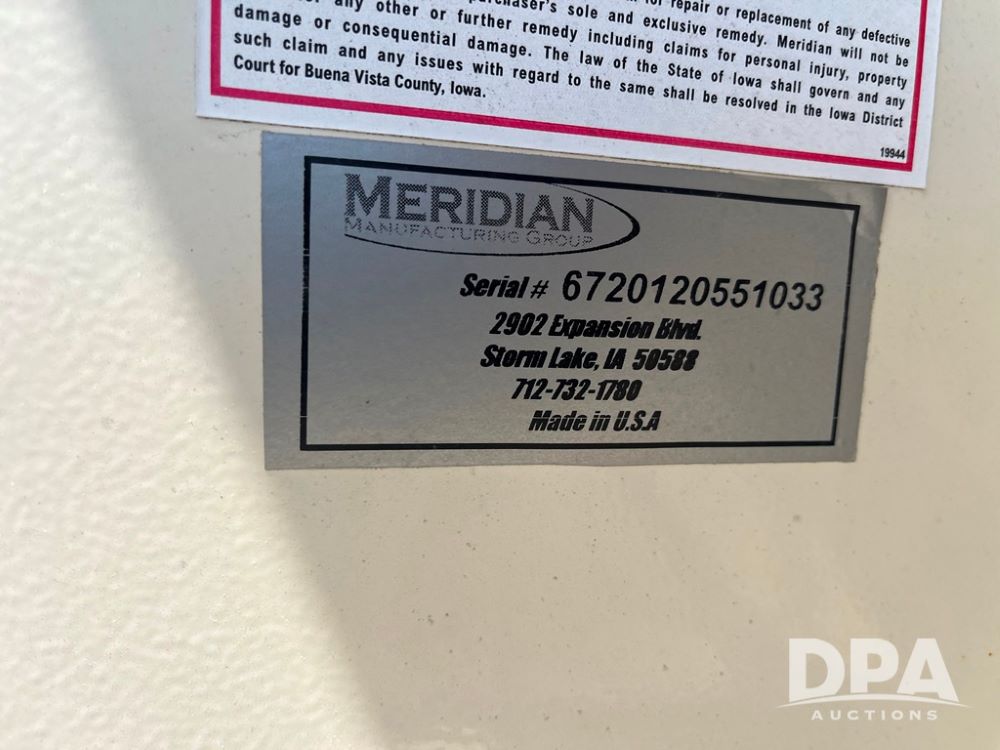 for repair or replacement of any defective
purchaser's sole and exclusive remedy. Meridian will not be
any other or further remedy including claims for personal injury, property
damage or consequential damage. The law of the State of Iowa shall govern and any
such claim and any issues with regard to the same shall be resolved in the Iowa District
Court for Buena Vista County, Iowa.
19944
MERIDIAN
MANUFACTURING GROUP
Serial # 6720120551033
2902 Expansion Blvd.
Storm Lake, IA 50588
712-732-1780
Made in U.S.A
DPA
AUCTIONS